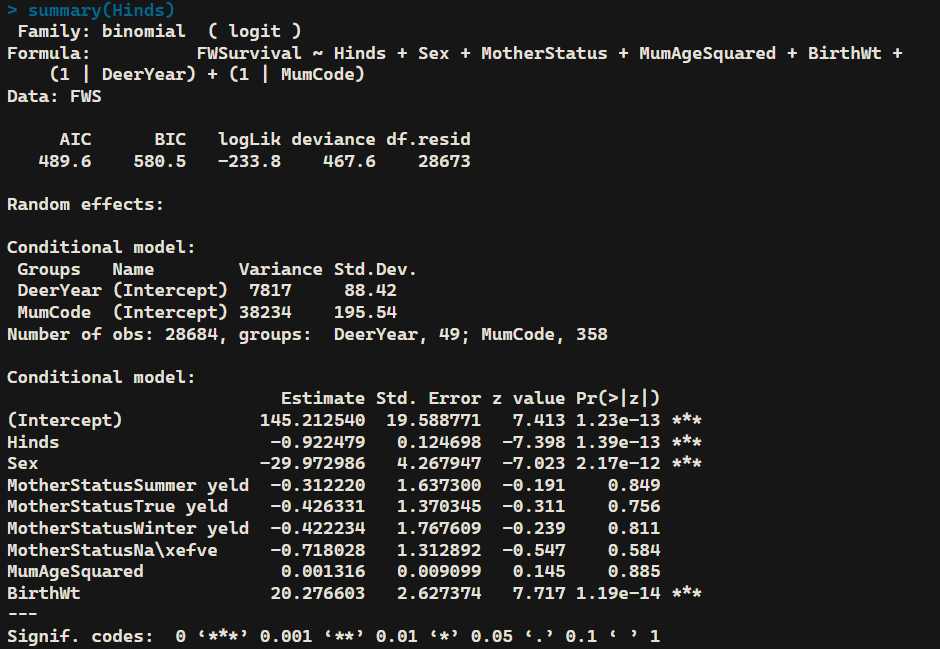 > summary(Hinds)
 Family: binomial  ( logit )
Formula:          FWSurvival ~ Hinds + Sex + MotherStatus + MumAgeSquared + BirthWt +
    (1 | DeerYear) + (1 | MumCode)
Data: FWS

     AIC      BIC   logLik deviance df.resid
   489.6    580.5   -233.8    467.6    28673

Random effects:

Conditional model:
 Groups   Name        Variance Std.Dev.
 DeerYear (Intercept)  7817     88.42
 MumCode  (Intercept) 38234    195.54
Number of obs: 28684, groups:  DeerYear, 49; MumCode, 358

Conditional model:
                          Estimate Std. Error z value Pr(>|z|)
(Intercept)             145.212540  19.588771   7.413 1.23e-13 ***
Hinds                    -0.922479   0.124698  -7.398 1.39e-13 ***
Sex                     -29.972986   4.267947  -7.023 2.17e-12 ***
MotherStatusSummer yeld  -0.312220   1.637300  -0.191    0.849
MotherStatusTrue yeld    -0.426331   1.370345  -0.311    0.756
MotherStatusWinter yeld  -0.422234   1.767609  -0.239    0.811
MotherStatusNa\xefve     -0.718028   1.312892  -0.547    0.584
MumAgeSquared             0.001316   0.009099   0.145    0.885
BirthWt                  20.276603   2.627374   7.717 1.19e-14 ***
---
Signif. codes:  0 ‘***’ 0.001 ‘**’ 0.01 ‘*’ 0.05 ‘.’ 0.1 ‘ ’ 1